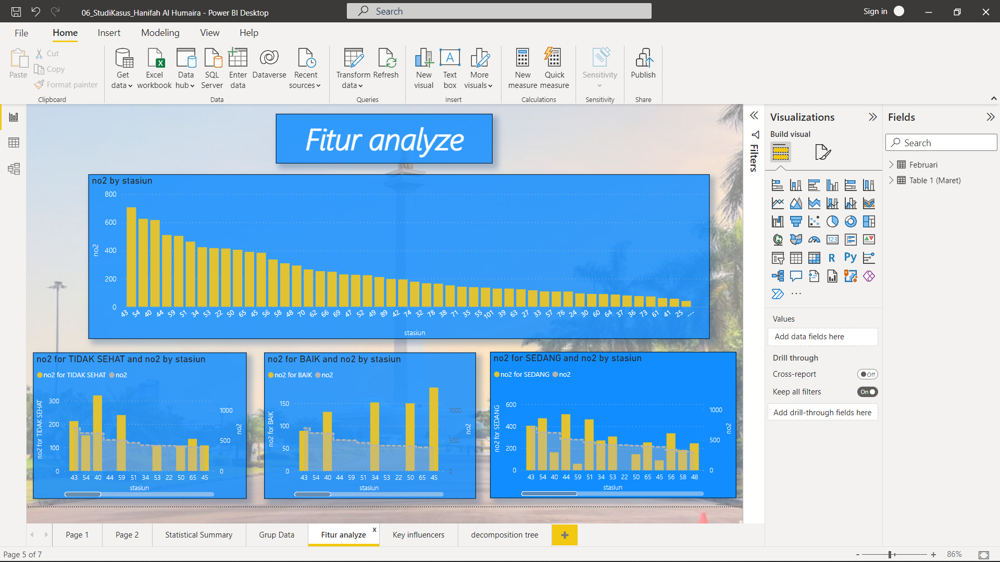 06_StudiKasus_Hanifah Al Humaira - Power BI Desktop
Search
Sign in
File Home Insert Modeling View Help
Paste
Cut
Copy
Format painter
Clipboard
Get data
Excel workbook
Data hub
SQL Server
Enter data
Dataverse
Recent sources
Data
Transform data
Refresh
Queries
New visual
Text box
More visuals
Insert
New measure
Quick measure
Calculations
Sensitivity
Sensitivity
Publish
Share
Fitur analyze
no2 by stasiun
800
600
400
200
0
no2
43 54 40 44 59 51 34 53 22 50 65 45 56 58 48 70 62 66 69 47 52 49 89 42 74 32 78 38 71 35 55 101 39 63 27 33 57 76 24 30 60 64 37 36 73 61 41 25 ---
stasiun
no2 for TIDAK SEHAT and no2 by stasiun
no2 for TIDAK SEHAT no2
300
200
100
0
no2 for TIDAK SEHAT
1000
500
0
no2
43 54 40 44 59 51 34 53 22 50 65 45
stasiun
no2 for BAIK and no2 by stasiun
no2 for BAIK no2
150
100
50
0
no2 for BAIK
1000
500
0
no2
43 54 40 44 59 51 34 53 22 50 65 45
stasiun
no2 for SEDANG and no2 by stasiun
no2 for SEDANG no2
600
400
200
0
no2 for SEDANG
1000
500
0
no2
43 54 40 44 59 51 34 53 22 50 65 45 56 58 48
stasiun
Filters
Visualizations
Build visual
123
R
Py
...
Values
Add data fields here
Drill through
Cross-report
Off
Keep all filters
On
Add drill-through fields here
Fields
Search
Februari
Table 1 (Maret)
Page 1
Page 2
Statistical Summary
Grup Data
Fitur analyze
x
Key influencers
decomposition tree
+
Page 5 of 7
- + 86%